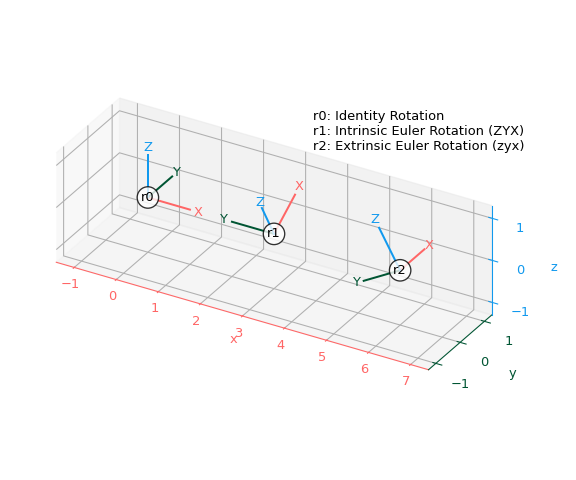 r0: Identity Rotation
r1: Intrinsic Euler Rotation (ZYX)
r2: Extrinsic Euler Rotation (zyx)
Z
Y
r0
X
X
Z
Y
r1
Z
X
r2
Y
1
0
−1
z
−1
0
1
2
3
4
5
6
7
x
1
0
−1
y